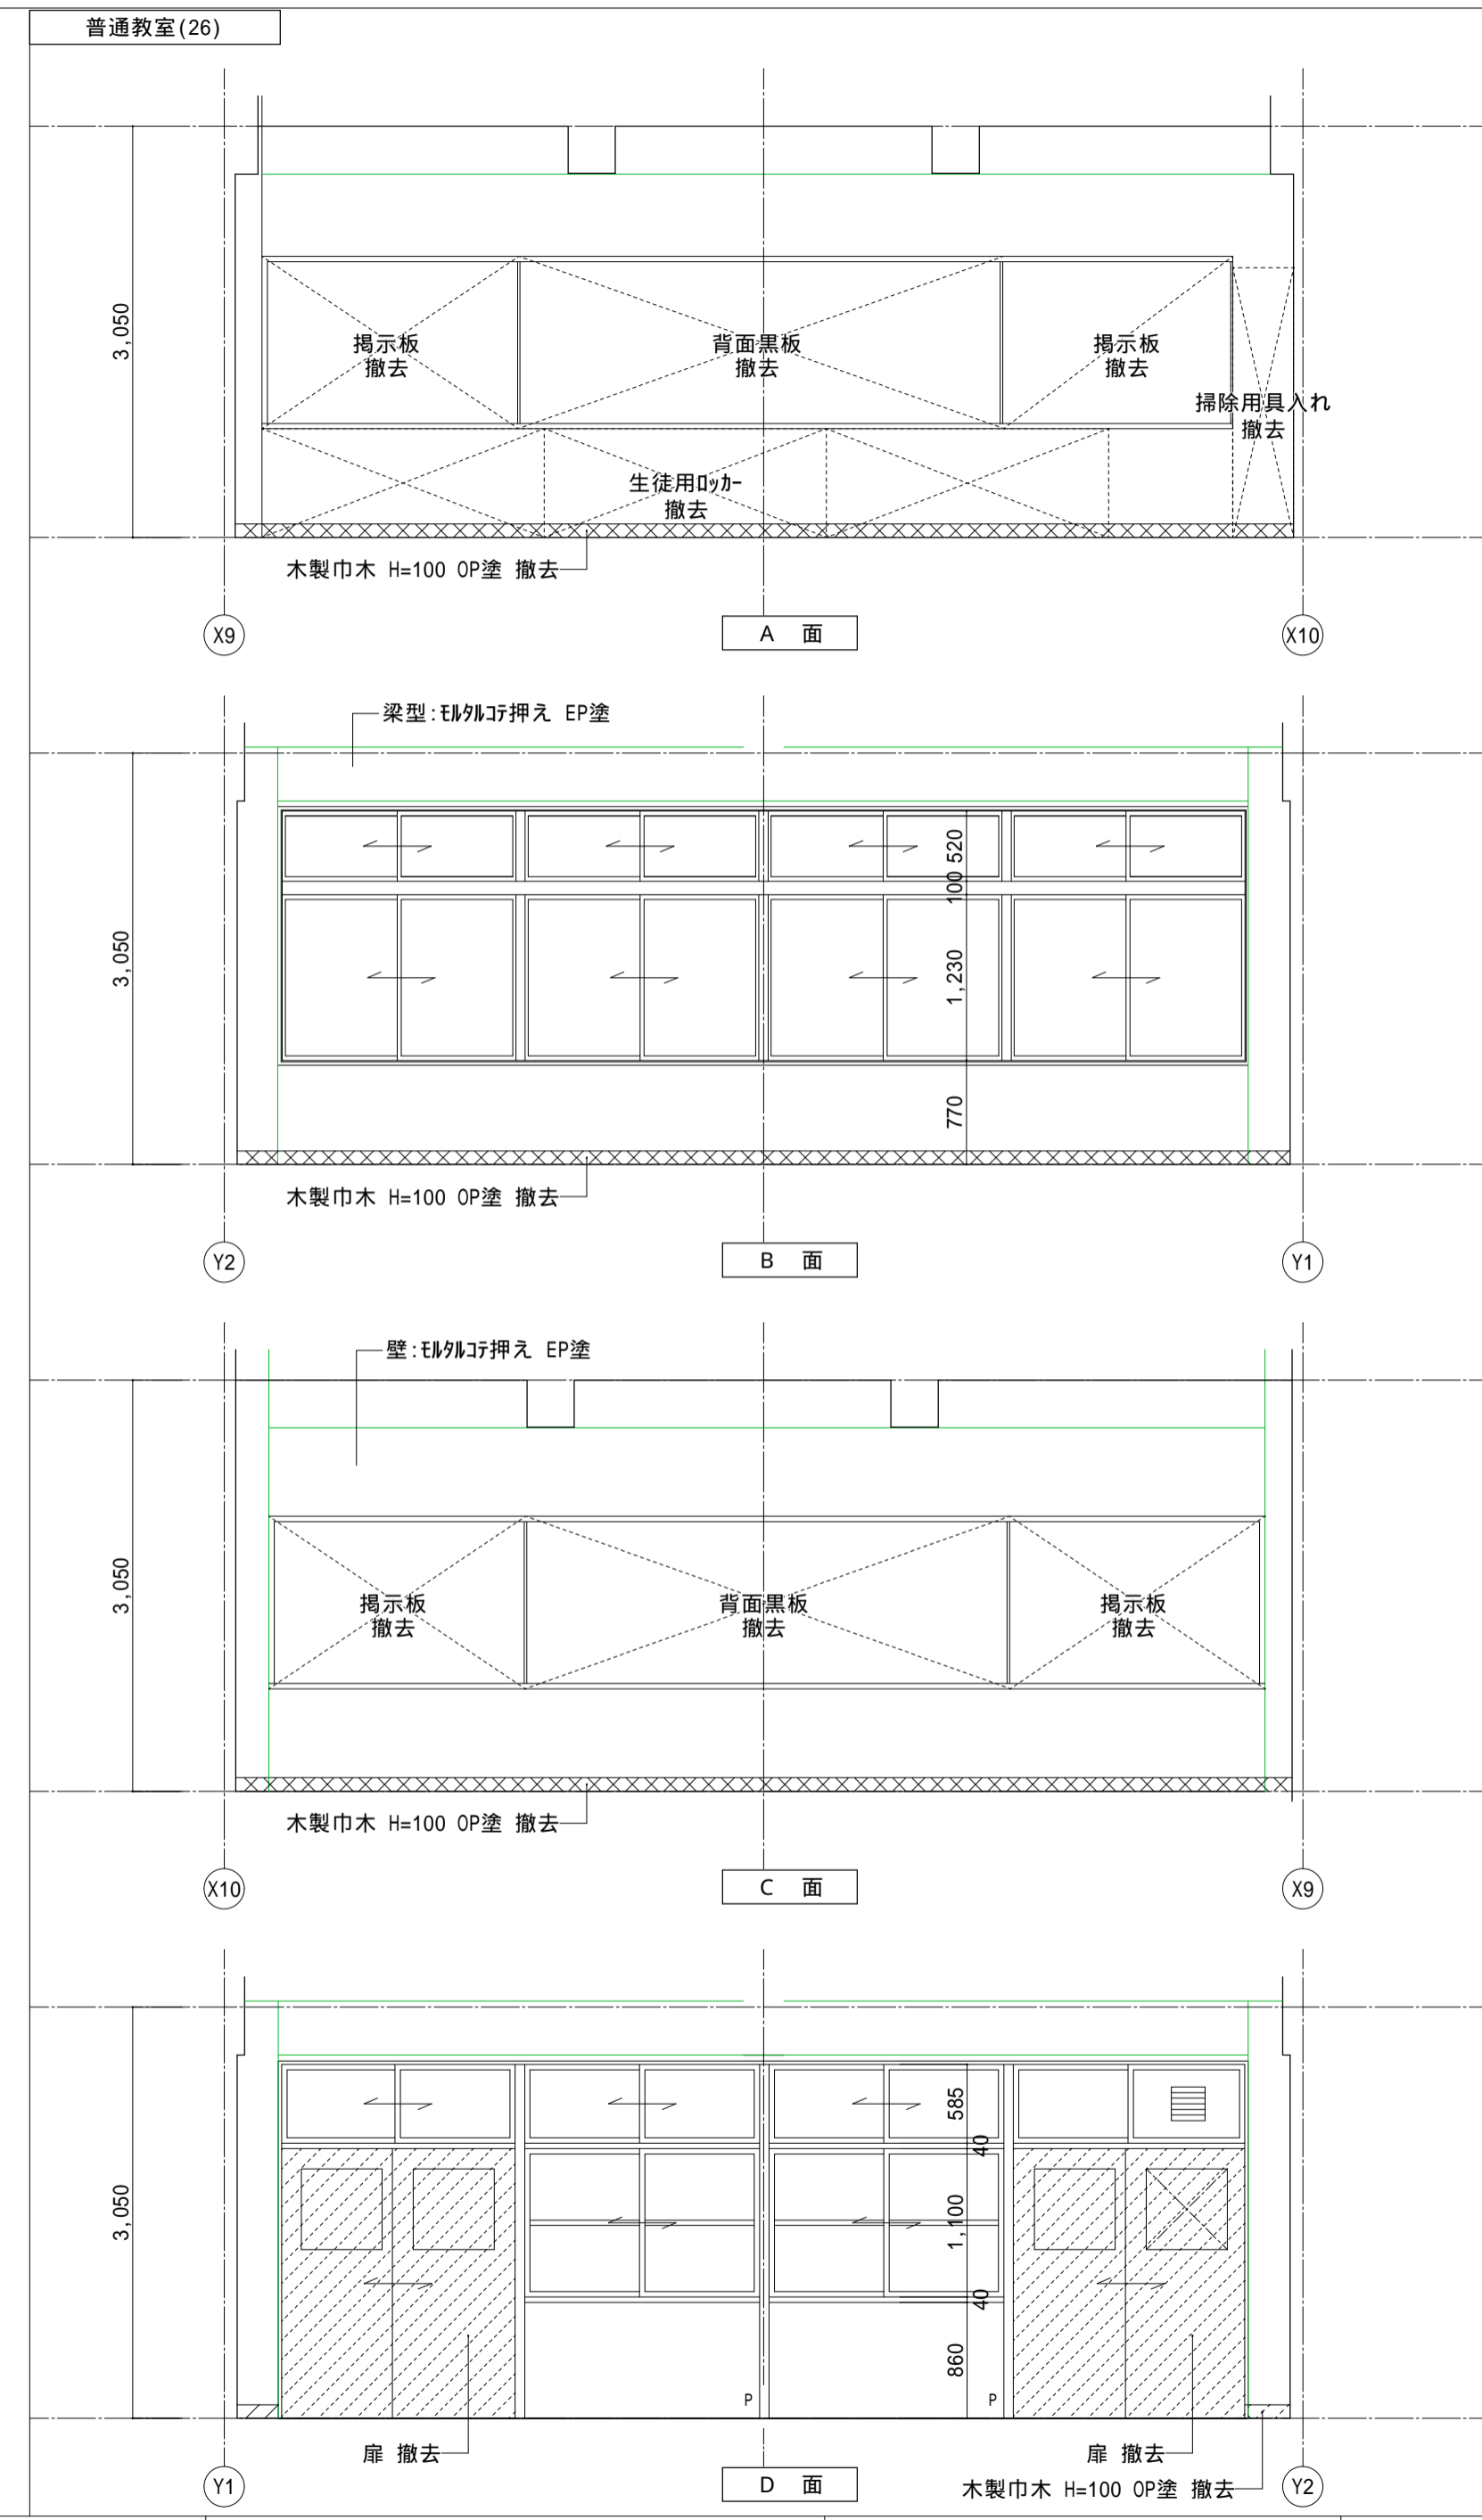 普通教室(26)
3,050
掲示板
撤去
背面黒板
撤去
掲示板
撤去
掃除用具入れ
撤去
生徒用ﾛｯｶｰ
撤去
木製巾木 H=100 OP塗 撤去
X9
A 面
X10
梁型:ﾓﾙﾀﾙｺﾃ押え EP塗
3,050
520
100
1,230
770
木製巾木 H=100 OP塗 撤去
Y2
B 面
Y1
壁:ﾓﾙﾀﾙｺﾃ押え EP塗
3,050
掲示板
撤去
背面黒板
撤去
掲示板
撤去
木製巾木 H=100 OP塗 撤去
X10
C 面
X9
3,050
585
40
1,100
40
860
P
P
扉 撤去
扉 撤去
木製巾木 H=100 OP塗 撤去
Y1
D 面
Y2